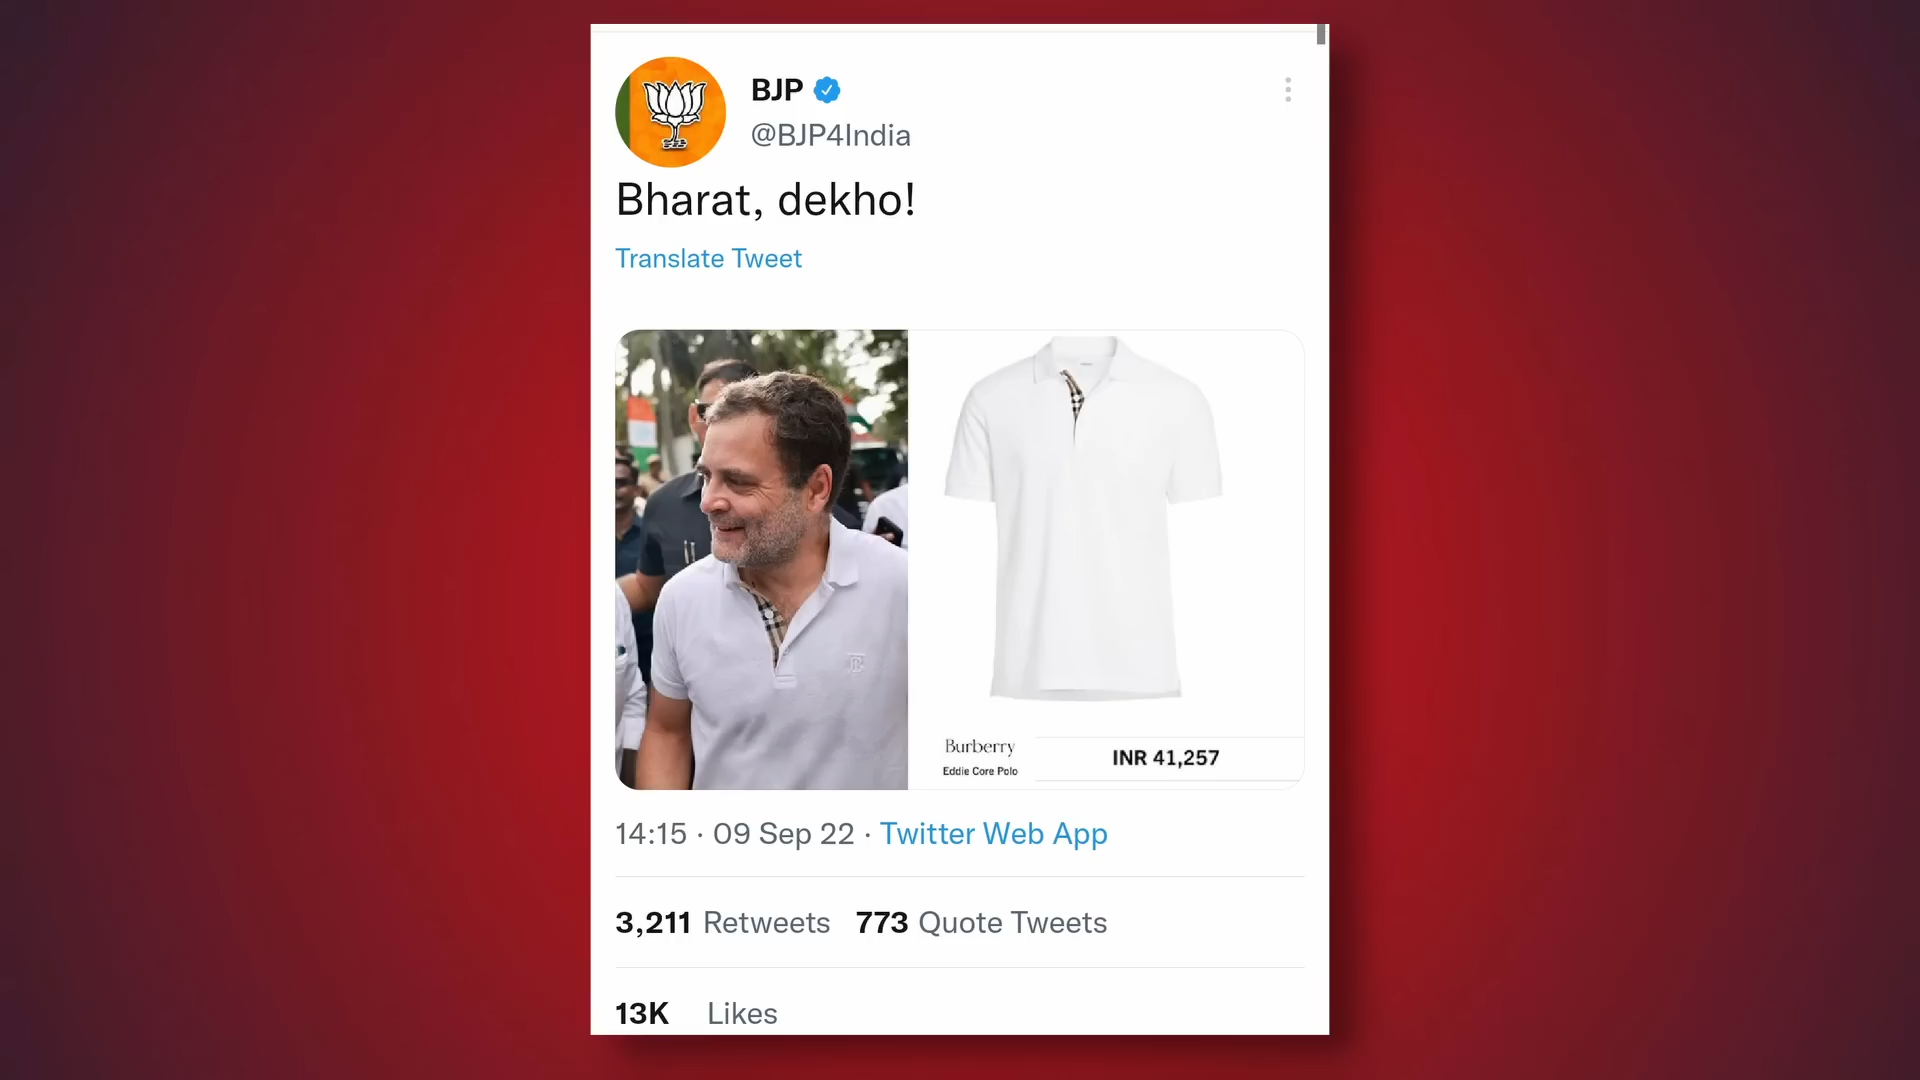 BJP
@BJP4India
Bharat, dekho!
Translate Tweet
B
Burberry
Eddie Core Polo
INR 41,257
14:15 · 09 Sep 22 · Twitter Web App
3,211 Retweets 773 Quote Tweets
13K Likes